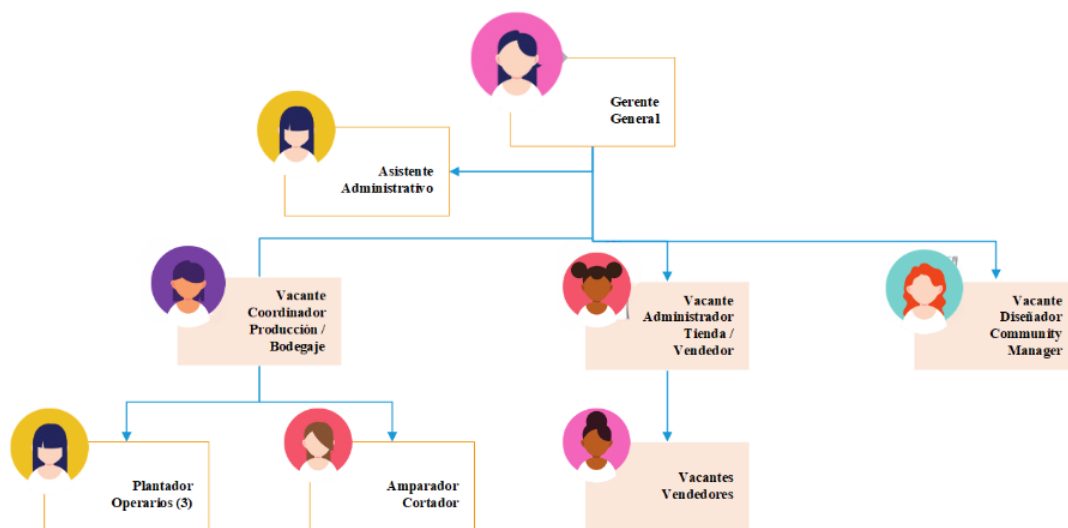 Gerente
General
Asistente
Administrativo
Vacante
Coordinador
Producción /
Bodegaje
Vacante
Administrador
Tienda /
Vendedor
Vacante
Diseñador
Community
Manager
Plantador
Operarios (3)
Amparador
Cortador
Vacantes
Vendedores